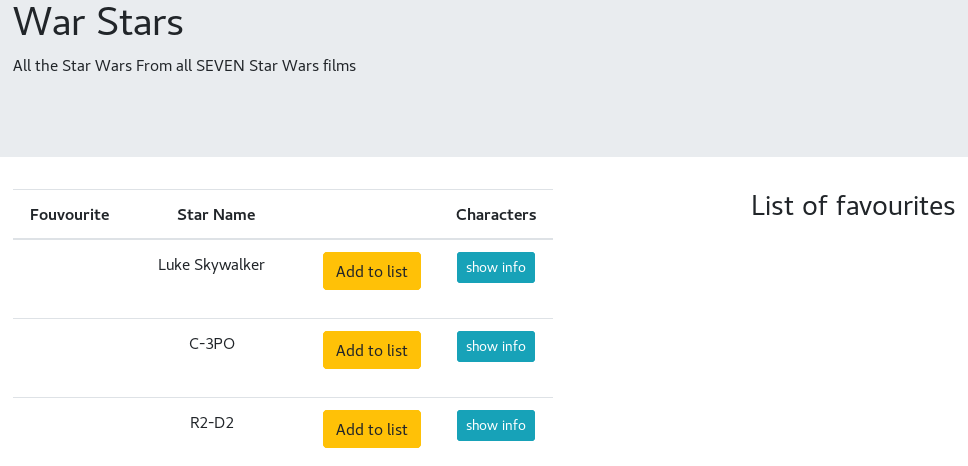 War Stars
All the Star Wars From all SEVEN Star Wars films
List of favourites
Fouvourite Star Name Characters
Luke Skywalker Add to list show info
C-3PO Add to list show info
R2-D2 Add to list show info